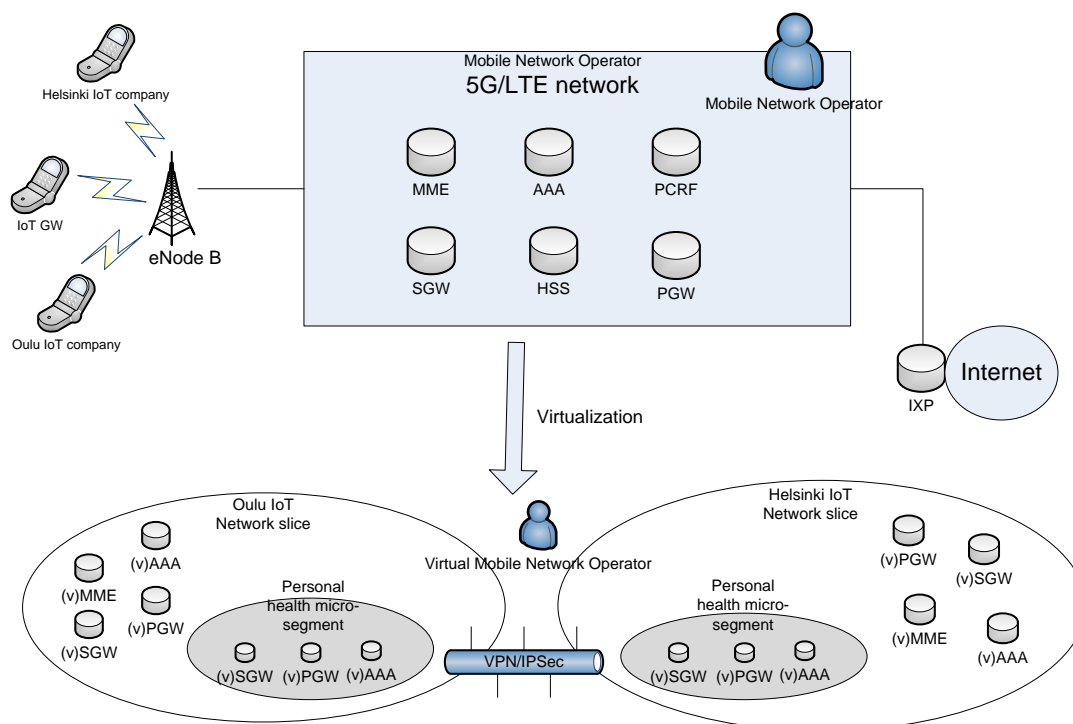 Mobile Network Operator
5G/LTE network
Mobile Network Operator
Helsinki IoT company
IoT GW
eNode B
Oulu IoT company
MME
AAA
PCRF
SGW
HSS
PGW
IXP
Internet
Virtualization
Oulu IoT
Network slice
(v)AAA
(v)MME
(v)PGW
(v)SGW
Personal
health micro-
segment
(v)SGW
(v)PGW
(v)AAA
Virtual Mobile Network Operator
VPN/IPSec
Helsinki IoT
Network slice
(v)PGW
(v)SGW
(v)MME
(v)AAA
Personal
health micro-
segment
(v)SGW
(v)PGW
(v)AAA